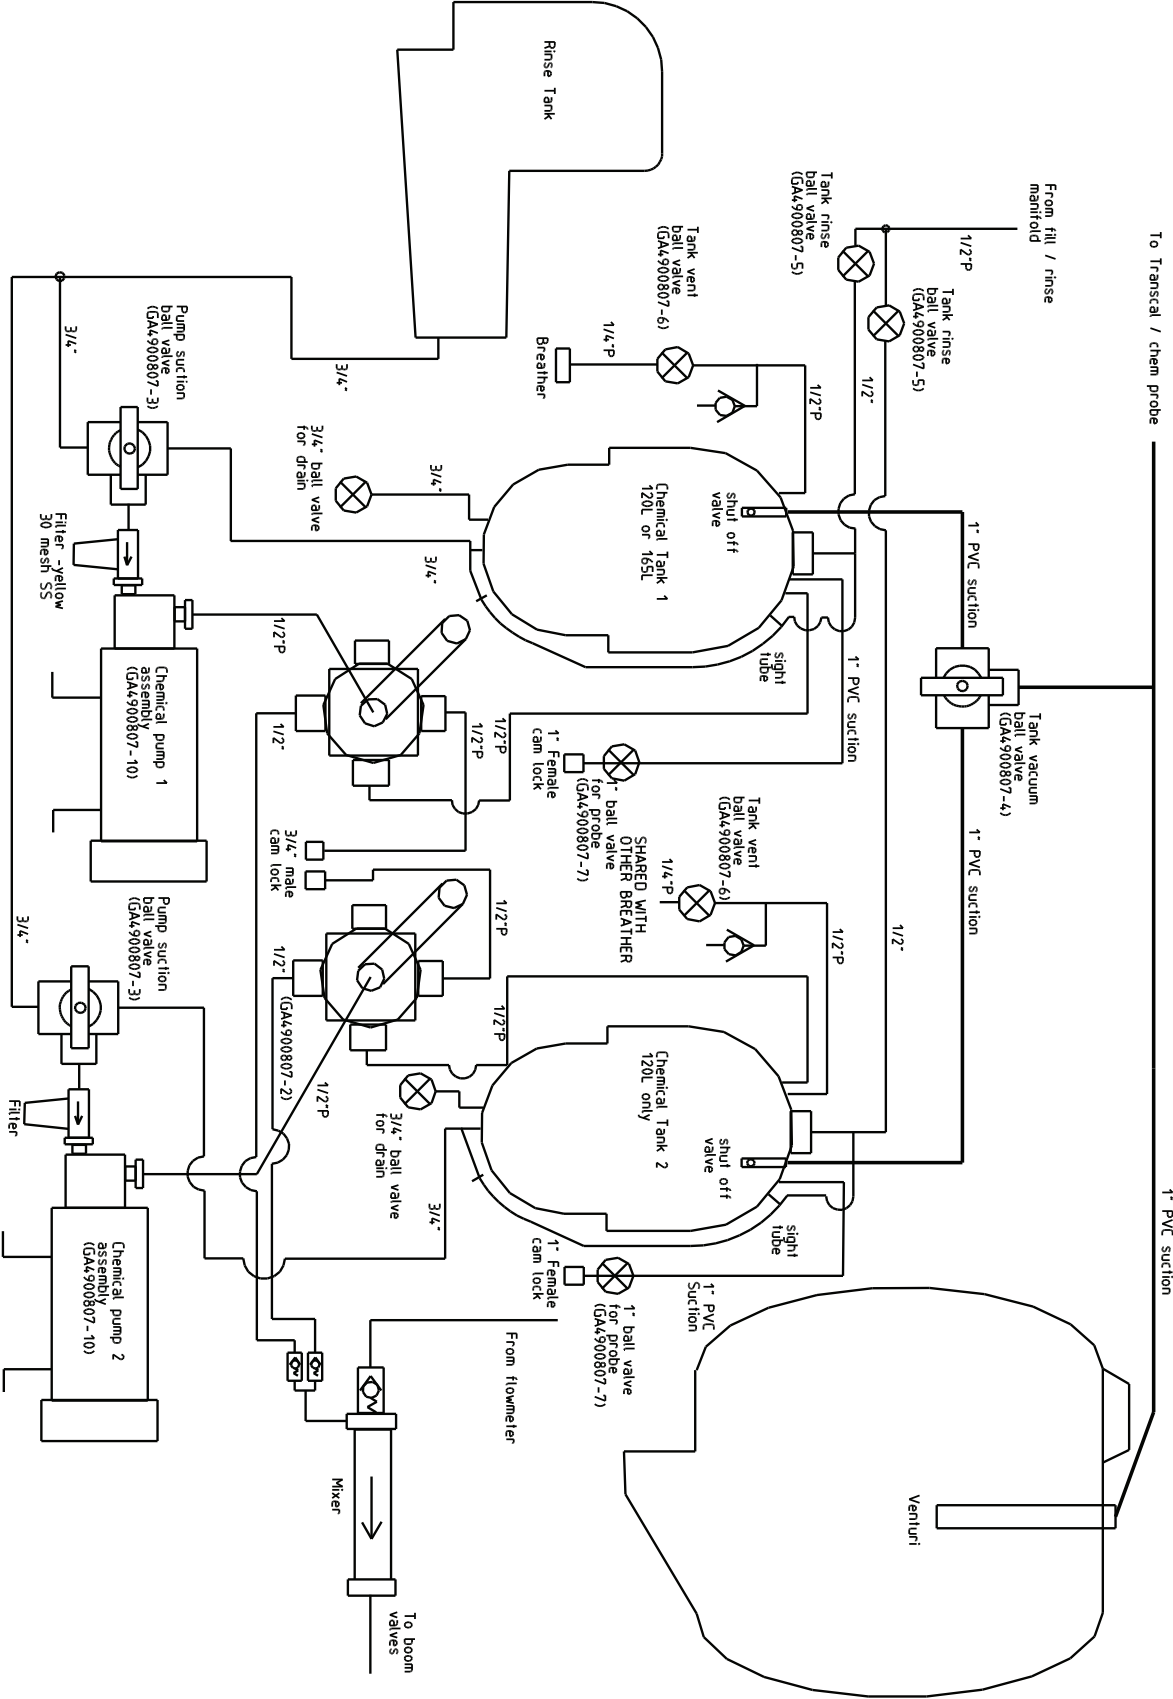 To Transcal / chem probe
1" PVC suction
From fill / rinse
manifold
1/2"P
Tank rinse
ball valve
(GA4900807-5)
Tank rinse
ball valve
(GA4900807-5)
1/2"
1/2"
1" PVC suction
Tank vacuum
ball valve
(GA4900807-4)
1" PVC suction
Rinse Tank
Tank vent
ball valve
(GA4900807-6)
1/4"P
Breather
1/2"P
shut off
valve
Chemical Tank 1
120L or 165L
sight
tube
1" PVC suction
1" Female
cam lock
1" ball valve
for probe
(GA4900807-7)
Tank vent
ball valve
(GA4900807-6)
1/4"P
SHARED WITH
OTHER BREATHER
1/2"P
Chemical Tank 2
120L only
shut off
valve
sight
tube
1" Female
cam lock
1" ball valve
for probe
(GA4900807-7)
1" PVC
Suction
Venturi
3/4"
3/4" ball valve
for drain
3/4"
3/4"
1/2"P
1/2"P
1/2"P
1/2"
3/4" male
cam lock
1/2"P
1/2"
(GA4900807-2)
1/2"P
1/2"P
3/4" ball valve
for drain
3/4"
From flowmeter
Mixer
To boom
valves
Pump suction
ball valve
(GA4900807-3)
3/4"
Filter -yellow
30 mesh SS
Chemical pump 1
assembly
(GA4900807-10)
Pump suction
ball valve
(GA4900807-3)
3/4"
Filter
Chemical pump 2
assembly
(GA4900807-10)